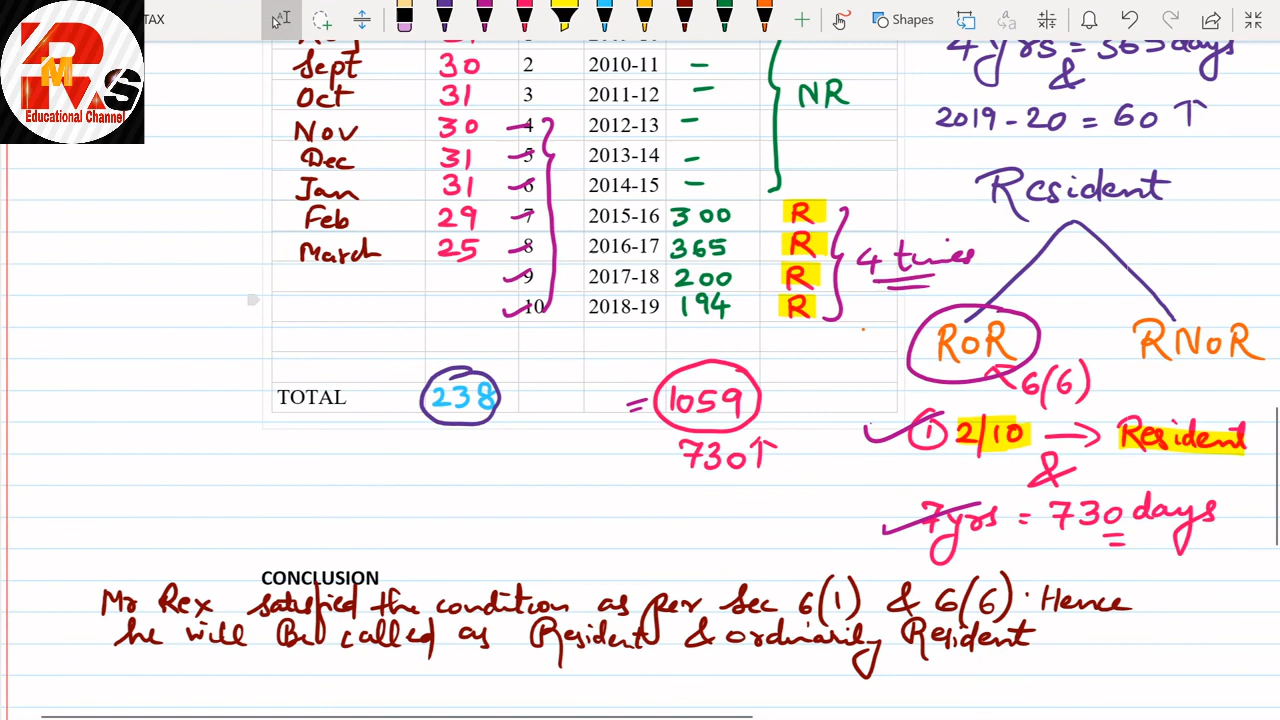 TAX
Shapes
RMS
Educational Channel
4 yrs = 365 days
&
2019-20 = 60 ↑
Sept 30 2 2010-11 –
Oct 31 3 2011-12 – NR
Nov 30 4 2012-13 –
Dec 31 5 2013-14 –
Jan 31 6 2014-15 –
Feb 29 7 2015-16 300 R
March 25 8 2016-17 365 R 4 times
9 2017-18 200 R
10 2018-19 194 R
TOTAL 238 = 1059
730↑
Resident
ROR RNOR
6(6)
① 2/10 → Resident
&
7yrs = 730 days
CONCLUSION
Mr Rex satisfied the condition as per Sec 6(1) & 6(6). Hence
he will Be called as Resident & ordinarily Resident